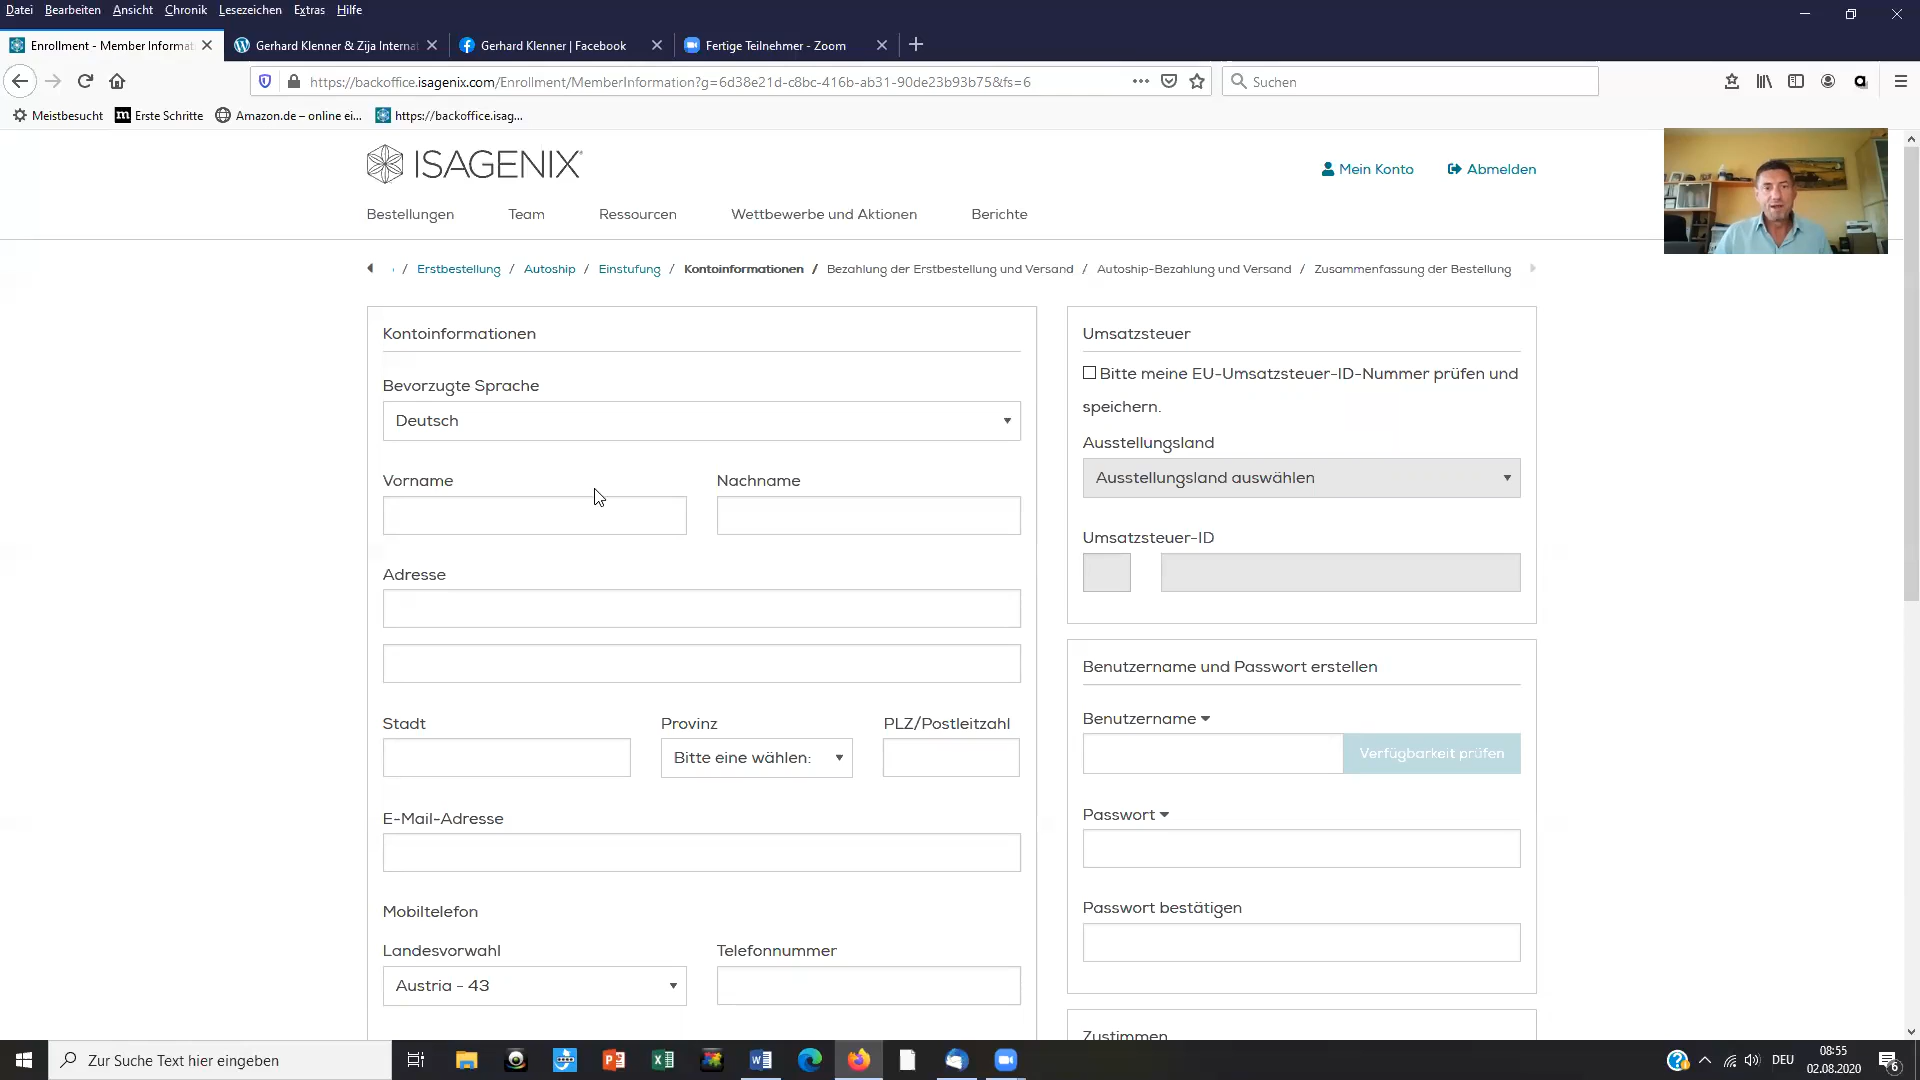 Datei Bearbeiten Ansicht Chronik Lesezeichen Extras Hilfe
Enrollment - Member Informat Gerhard Klenner & Zija Interna Gerhard Klenner | Facebook Fertige Teilnehmer - Zoom
https://backoffice.isagenix.com/Enrollment/MemberInformation?g=6d38e21d-c8bc-416b-ab31-90de23b93b75&fs=6 Suchen
Meistbesucht Erste Schritte Amazon.de – online ei... https://backoffice.isag...
ISAGENIX
Mein Konto Abmelden
Bestellungen Team Ressourcen Wettbewerbe und Aktionen Berichte
/ Erstbestellung / Autoship / Einstufung / Kontoinformationen / Bezahlung der Erstbestellung und Versand / Autoship-Bezahlung und Versand / Zusammenfassung der Bestellung
Kontoinformationen
Bevorzugte Sprache
Deutsch
Vorname Nachname
Adresse
Stadt Provinz PLZ/Postleitzahl
Bitte eine wählen:
E-Mail-Adresse
Mobiltelefon
Landesvorwahl Telefonnummer
Austria - 43
Umsatzsteuer
Bitte meine EU-Umsatzsteuer-ID-Nummer prüfen und
speichern.
Ausstellungsland
Ausstellungsland auswählen
Umsatzsteuer-ID
Benutzername und Passwort erstellen
Benutzername
Verfügbarkeit prüfen
Passwort
Passwort bestätigen
Zustimmen
Zur Suche Text hier eingeben
DEU
08:55
02.08.2020
6